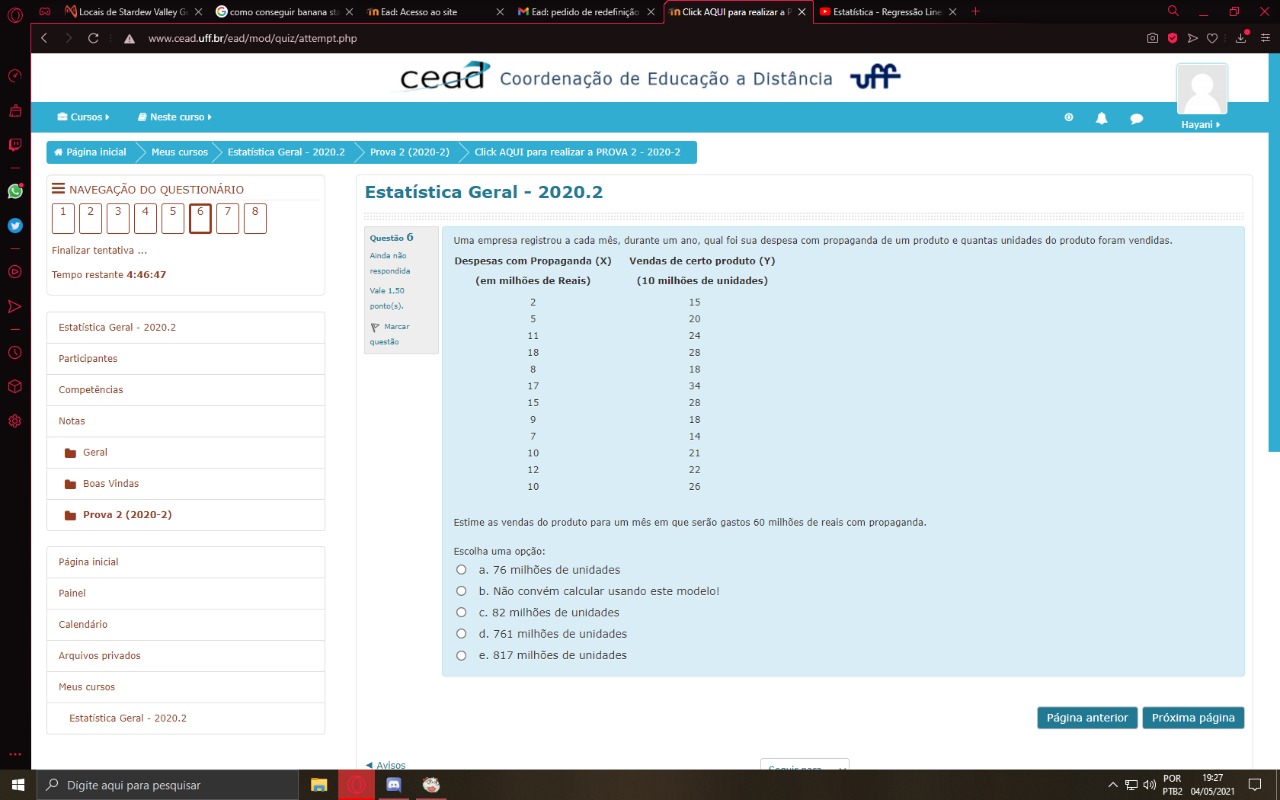 Locais de Stardew Valley G
como conseguir banana sta
Ead: Acesso ao site
Ead: pedido de redefinição
Click AQUI para realizar a P
Estatística - Regressão Line
www.cead.uff.br/ead/mod/quiz/attempt.php
cead Coordenação de Educação a Distância uff
Cursos
Neste curso
Hayani
Página inicial
Meus cursos
Estatística Geral - 2020.2
Prova 2 (2020-2)
Click AQUI para realizar a PROVA 2 - 2020-2
NAVEGAÇÃO DO QUESTIONÁRIO
1 2 3 4 5 6 7 8
Finalizar tentativa ...
Tempo restante 4:46:47
Estatística Geral - 2020.2
Participantes
Competências
Notas
Geral
Boas Vindas
Prova 2 (2020-2)
Página inicial
Painel
Calendário
Arquivos privados
Meus cursos
Estatística Geral - 2020.2
Estatística Geral - 2020.2
Questão 6
Ainda não
respondida
Vale 1,50
ponto(s).
Marcar
questão
Uma empresa registrou a cada mês, durante um ano, qual foi sua despesa com propaganda de um produto e quantas unidades do produto foram vendidas.
Despesas com Propaganda (X) Vendas de certo produto (Y)
(em milhões de Reais) (10 milhões de unidades)
2 15
5 20
11 24
18 28
8 18
17 34
15 28
9 18
7 14
10 21
12 22
10 26
Estime as vendas do produto para um mês em que serão gastos 60 milhões de reais com propaganda.
Escolha uma opção:
a. 76 milhões de unidades
b. Não convém calcular usando este modelo!
c. 82 milhões de unidades
d. 761 milhões de unidades
e. 817 milhões de unidades
Página anterior
Próxima página
◄ Avisos
Seguir para...
Digite aqui para pesquisar
POR
PTB2
19:27
04/05/2021